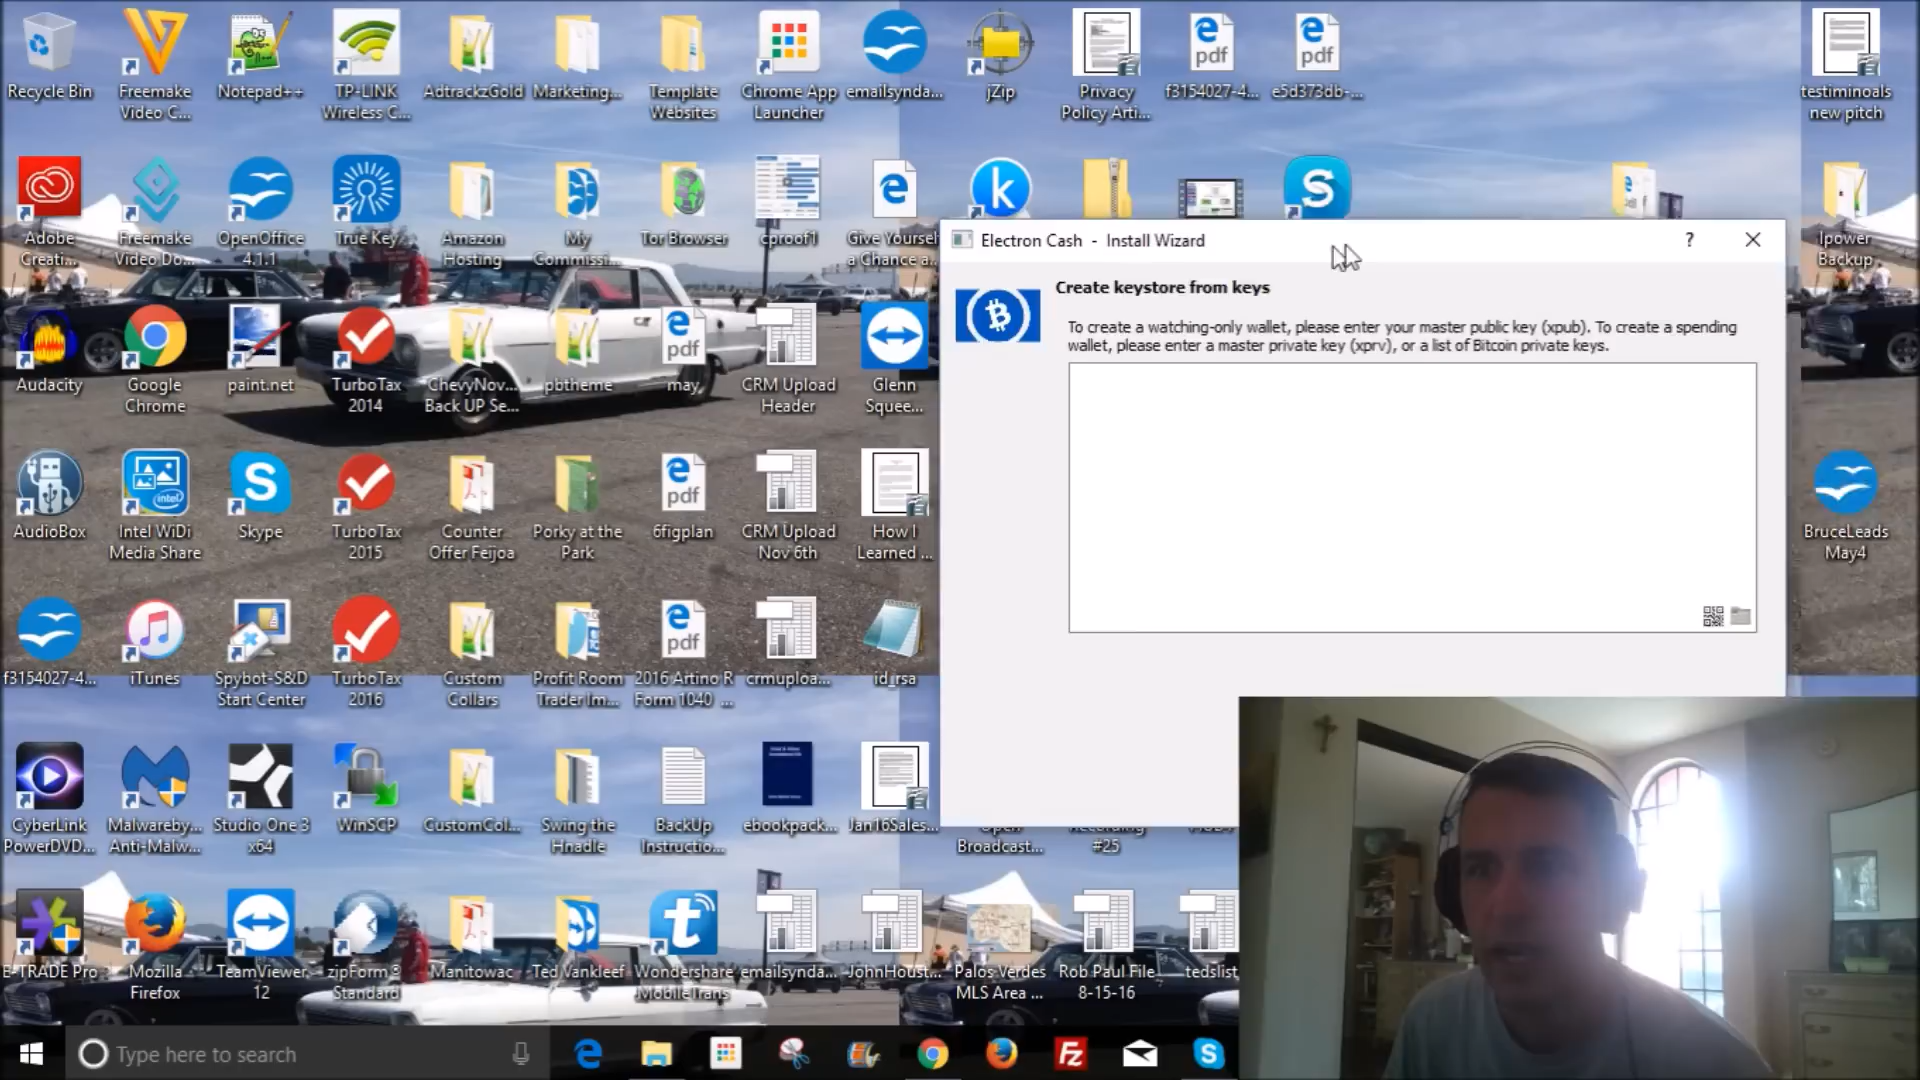 Recycle Bin
Freemake
Video C...
Notepad++
TP-LINK
Wireless C...
AdtrackzGold
Marketing...
Template
Websites
Chrome App
Launcher
emailsynda...
jZip
Privacy
Policy Arti...
pdf
f3154027-4...
pdf
e5d373db-...
testiminoals
new pitch
Adobe
Creati...
Freemake
Video Do...
OpenOffice
4.1.1
True Key
Amazon
Hosting
My
Commissi...
Tor Browser
cproof1
Give Yourself
a Chance a...
Ipower
Backup
Electron Cash - Install Wizard
Create keystore from keys
To create a watching-only wallet, please enter your master public key (xpub). To create a spending
wallet, please enter a master private key (xprv), or a list of Bitcoin private keys.
Audacity
Google
Chrome
paint.net
TurboTax
2014
ChevyNov...
Back UP Se...
pbtheme
pdf
may,
CRM Upload
Header
Glenn
Squee...
AudioBox
intel
Intel WiDi
Media Share
Skype
TurboTax
2015
Counter
Offer Feijoa
Porky at the
Park
pdf
6figplan
CRM Upload
Nov 6th
How I
Learned ...
BruceLeads
May4
f3154027-4...
iTunes
Spybot-S&D
Start Center
TurboTax
2016
Custom
Collars
Profit Room
Trader Im...
pdf
2016 Artino R
Form 1040 ...
crmuploa...
id_rsa
CyberLink
PowerDVD...
Malwareby...
Anti-Malw...
Studio One 3
x64
WinSCP
CustomCol...
Swing the
Hnadle
BackUp
Instructio...
ebookpack...
Jan16Sales...
Open
Broadcast...
Recording
#25
E-TRADE Pro
Mozilla
Firefox
TeamViewer
12
zipForm®
Standard
Manitowac
Ted Vankleef
Wondershare
MobileTrans
emailsynda...
JohnHoust...
Palos Verdes
MLS Area ...
Rob Paul File
8-15-16
tedslist
Type here to search